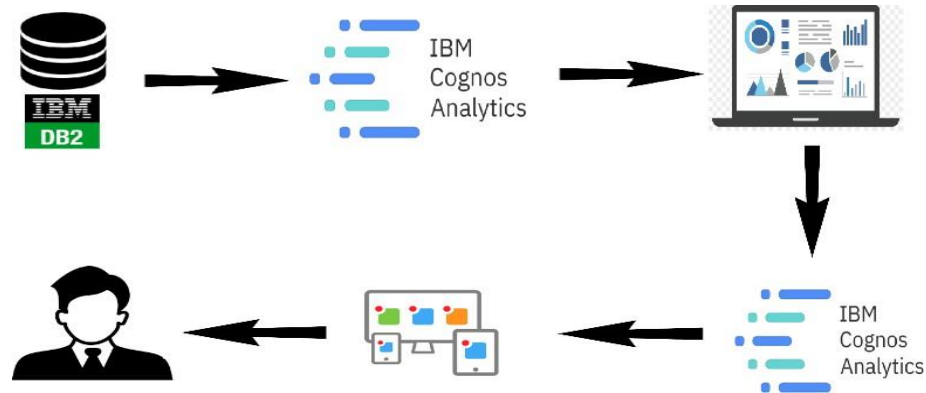 IBM
DB2
IBM
Cognos
Analytics
IBM
Cognos
Analytics